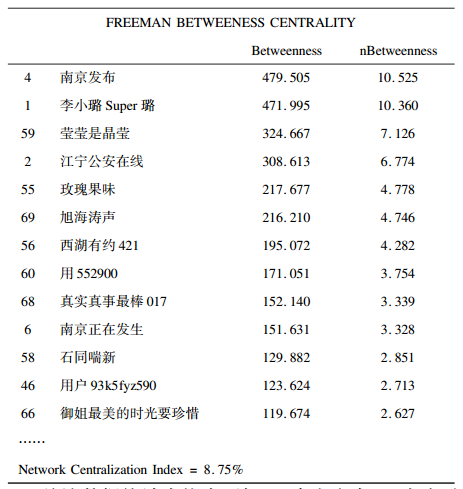 FREEMAN BETWEENESS CENTRALITY
Betweenness nBetweenness
4 南京发布 479.505 10.525
1 李小璐 Super 璐 471.995 10.360
59 莹莹是晶莹 324.667 7.126
2 江宁公安在线 308.613 6.774
55 玫瑰果味 217.677 4.778
69 旭海涛声 216.210 4.746
56 西湖有约 421 195.072 4.282
60 用 552900 171.051 3.754
68 真实真事最棒 017 152.140 3.339
6 南京正在发生 151.631 3.328
58 石同喘新 129.882 2.851
46 用户 93k5fyz590 123.624 2.713
66 御姐最美的时光要珍惜 119.674 2.627
……
Network Centralization Index = 8.75%